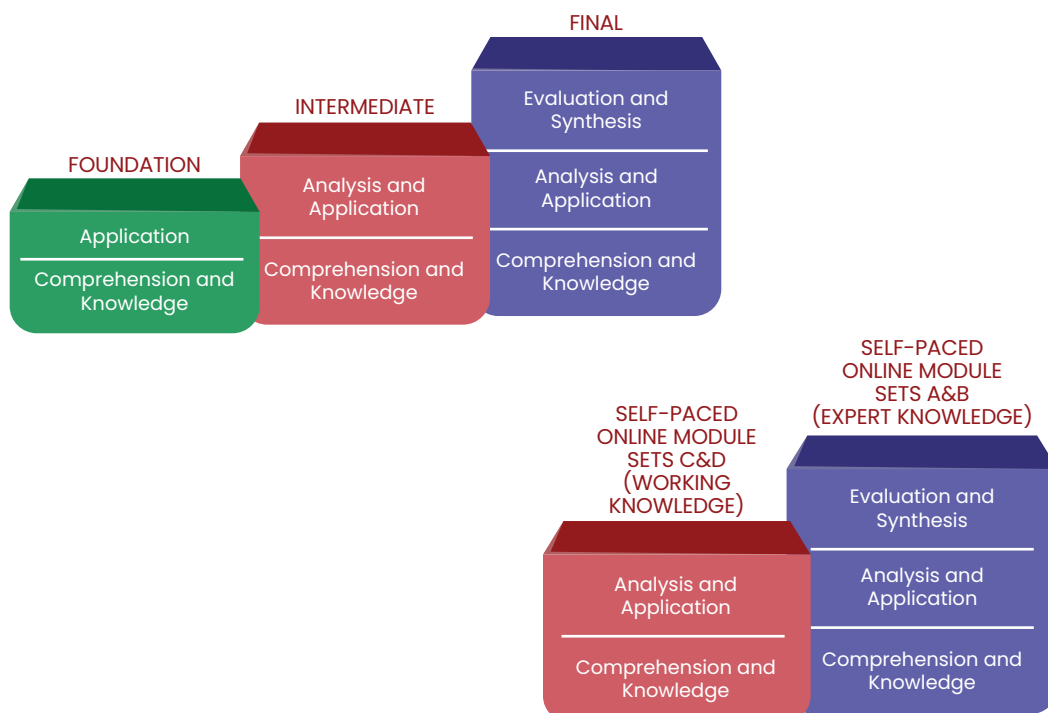 FINAL
Evaluation and
Synthesis
Analysis and
Application
Comprehension and
Knowledge
INTERMEDIATE
Analysis and
Application
Comprehension and
Knowledge
FOUNDATION
Application
Comprehension and
Knowledge
SELF-PACED
ONLINE MODULE
SETS C&D
(WORKING
KNOWLEDGE)
Analysis and
Application
Comprehension and
Knowledge
SELF-PACED
ONLINE MODULE
SETS A&B
(EXPERT KNOWLEDGE)
Evaluation and
Synthesis
Analysis and
Application
Comprehension and
Knowledge